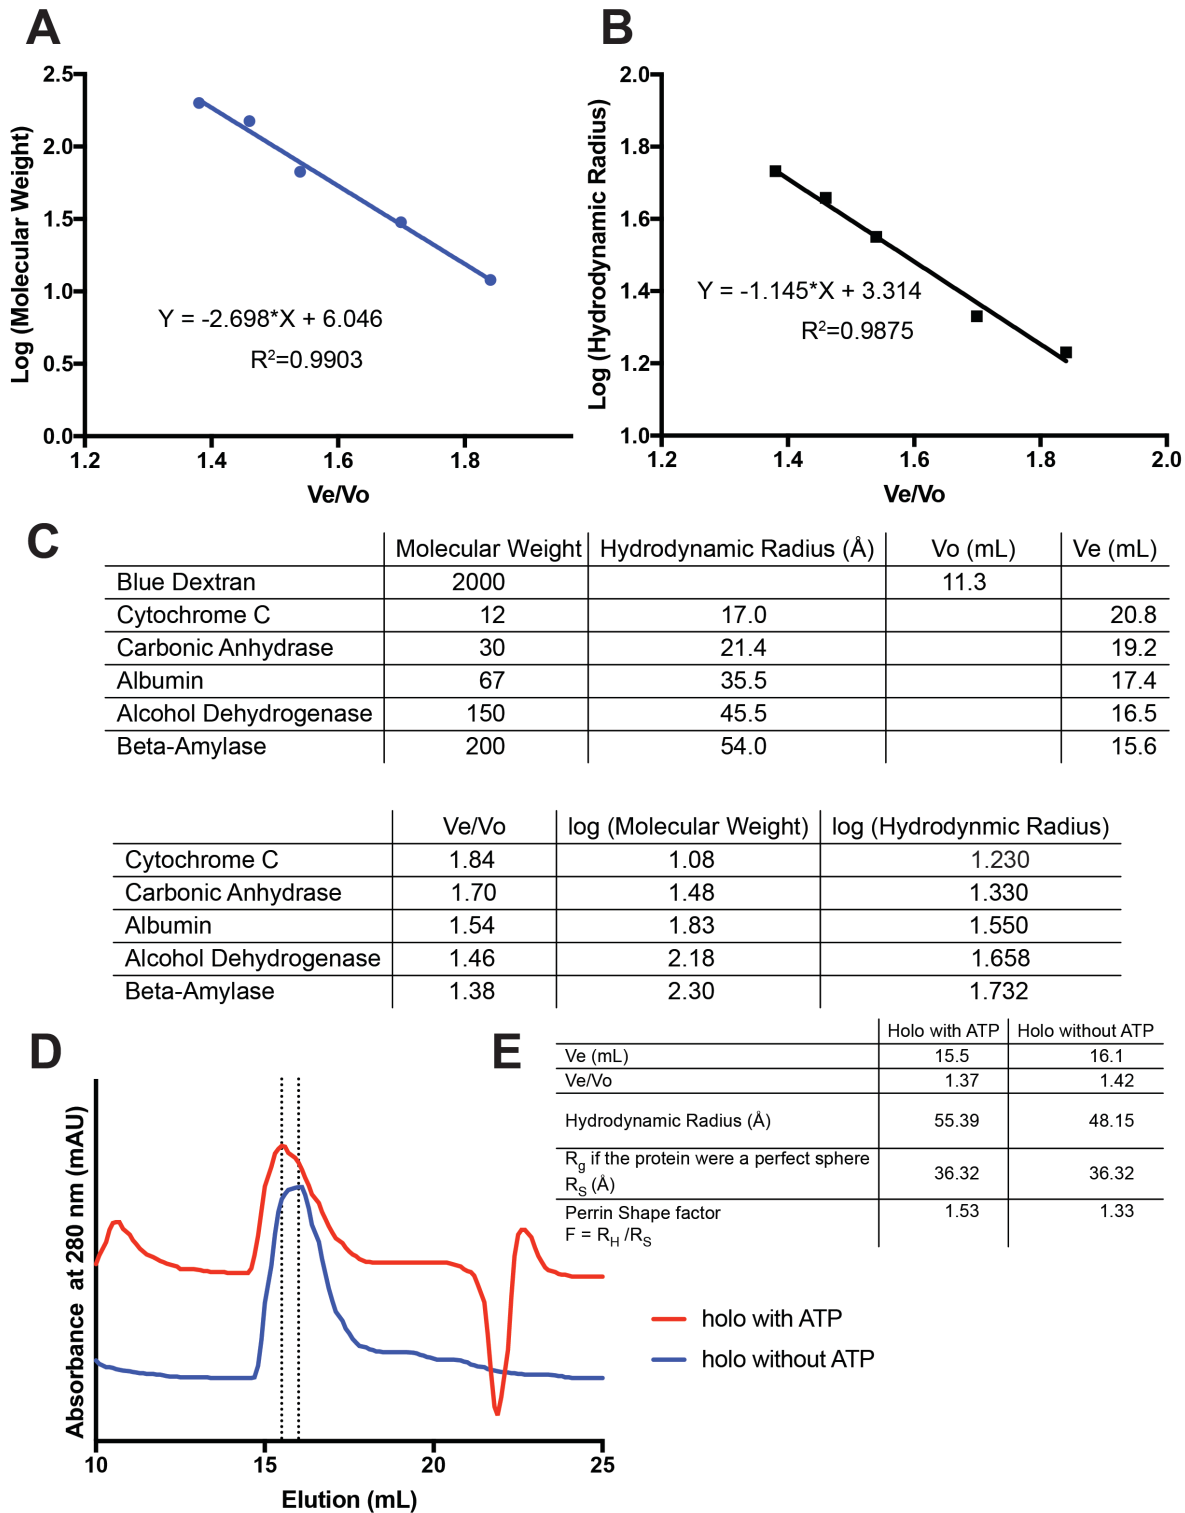 A
2.5
2.0
1.5
1.0
0.5
0.0
Log (Molecular Weight)
Y = -2.698*X + 6.046
R2=0.9903
1.2 1.4 1.6 1.8
Ve/Vo
B
2.0
1.8
1.6
1.4
1.2
1.0
Log (Hydrodynamic Radius)
Y = -1.145*X + 3.314
R2=0.9875
1.2 1.4 1.6 1.8 2.0
Ve/Vo
C
Molecular Weight Hydrodynamic Radius (Å) Vo (mL) Ve (mL)
Blue Dextran 2000 11.3
Cytochrome C 12 17.0 20.8
Carbonic Anhydrase 30 21.4 19.2
Albumin 67 35.5 17.4
Alcohol Dehydrogenase 150 45.5 16.5
Beta-Amylase 200 54.0 15.6
Ve/Vo log (Molecular Weight) log (Hydrodynmic Radius)
Cytochrome C 1.84 1.08 1.230
Carbonic Anhydrase 1.70 1.48 1.330
Albumin 1.54 1.83 1.550
Alcohol Dehydrogenase 1.46 2.18 1.658
Beta-Amylase 1.38 2.30 1.732
D
Absorbance at 280 nm (mAU)
10 15 20 25
Elution (mL)
holo with ATP
holo without ATP
E
Holo with ATP Holo without ATP
Ve (mL) 15.5 16.1
Ve/Vo 1.37 1.42
Hydrodynamic Radius (Å) 55.39 48.15
Rg if the protein were a perfect sphere
RS (Å) 36.32 36.32
Perrin Shape factor 1.53 1.33
F = RH /RS